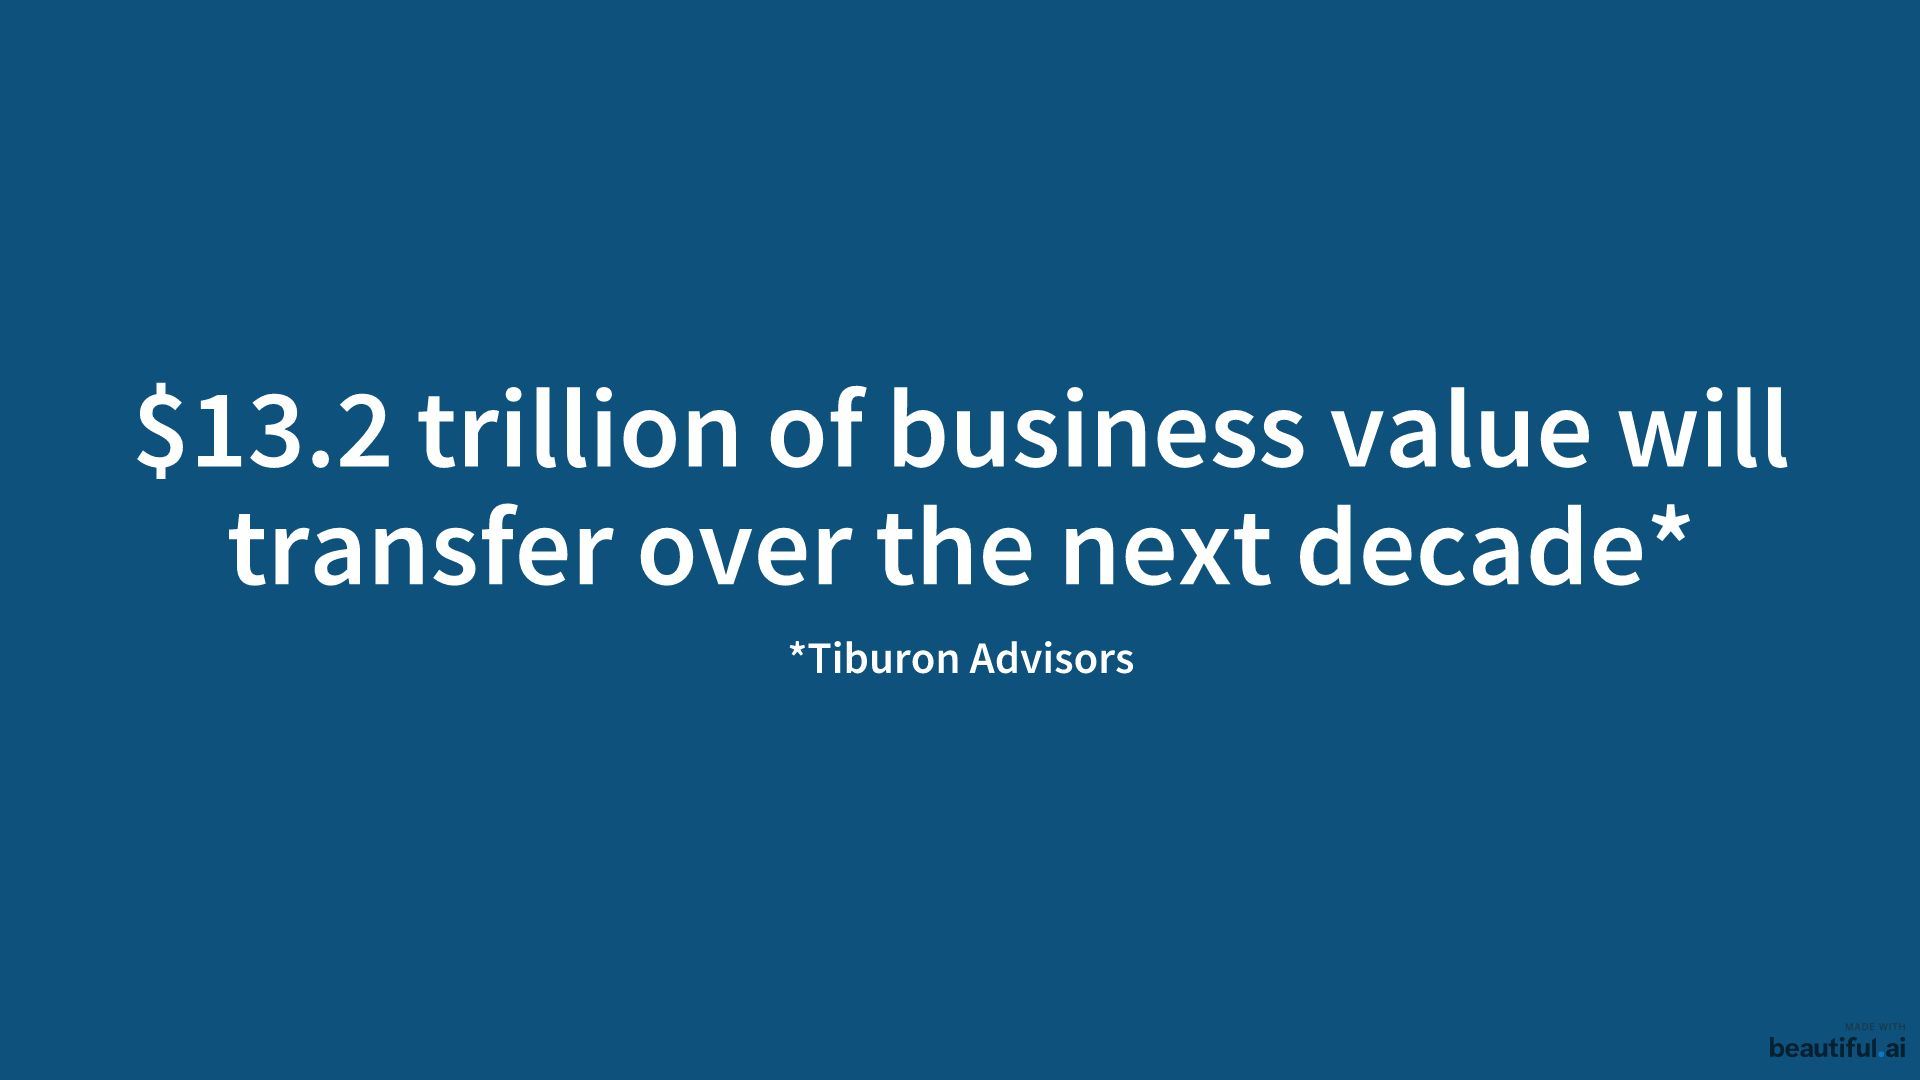 $13.2 trillion of business value will
transfer over the next decade*
*Tiburon Advisors
MADE WITH
beautiful.ai